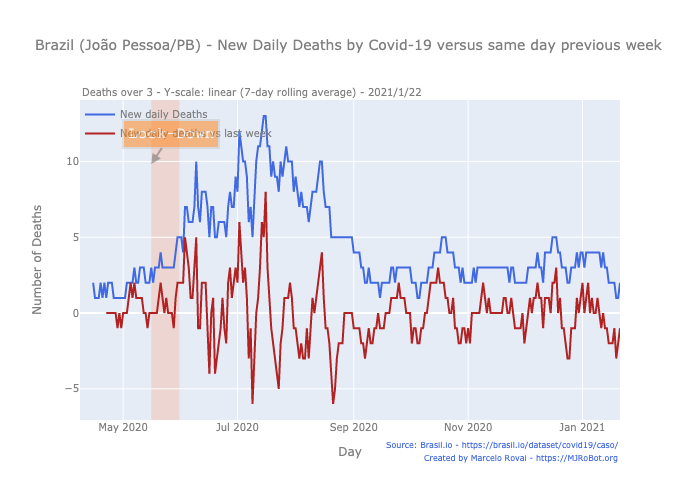 Brazil (João Pessoa/PB) - New Daily Deaths by Covid-19 versus same day previous week
Deaths over 3 - Y-scale: linear (7-day rolling average) - 2021/1/22
New daily Deaths
New daily deaths vs last week
Number of Deaths
10
5
0
−5
May 2020
Jul 2020
Sep 2020
Nov 2020
Jan 2021
Day
Source: Brasil.io - https://brasil.io/dataset/covid19/caso/
Created by Marcelo Rovai - https://MJRoBot.org